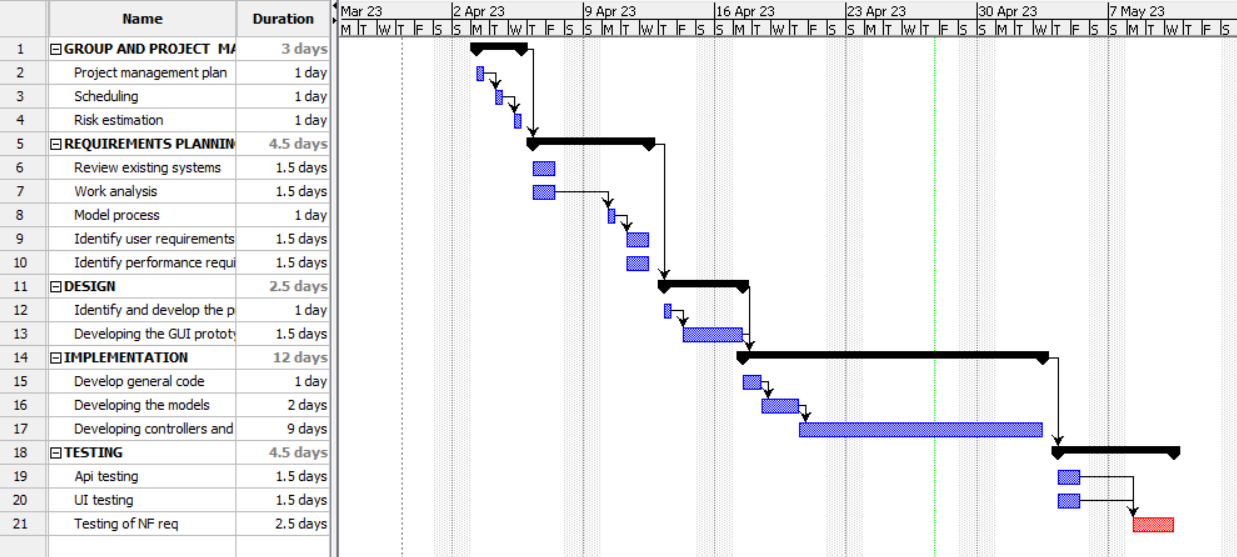 Name Duration
Mar 23 2 Apr 23 9 Apr 23 16 Apr 23 23 Apr 23 30 Apr 23 7 May 23
M T W T F S S M T W T F S S M T W T F S S M T W T F S S M T W T F S S M T W T F S S M T W T F S
1 GROUP AND PROJECT MA 3 days
2 Project management plan 1 day
3 Scheduling 1 day
4 Risk estimation 1 day
5 REQUIREMENTS PLANNIN 4.5 days
6 Review existing systems 1.5 days
7 Work analysis 1.5 days
8 Model process 1 day
9 Identify user requirements 1.5 days
10 Identify performance requi 1.5 days
11 DESIGN 2.5 days
12 Identify and develop the p 1 day
13 Developing the GUI prototy 1.5 days
14 IMPLEMENTATION 12 days
15 Develop general code 1 day
16 Developing the models 2 days
17 Developing controllers and 9 days
18 TESTING 4.5 days
19 Api testing 1.5 days
20 UI testing 1.5 days
21 Testing of NF req 2.5 days